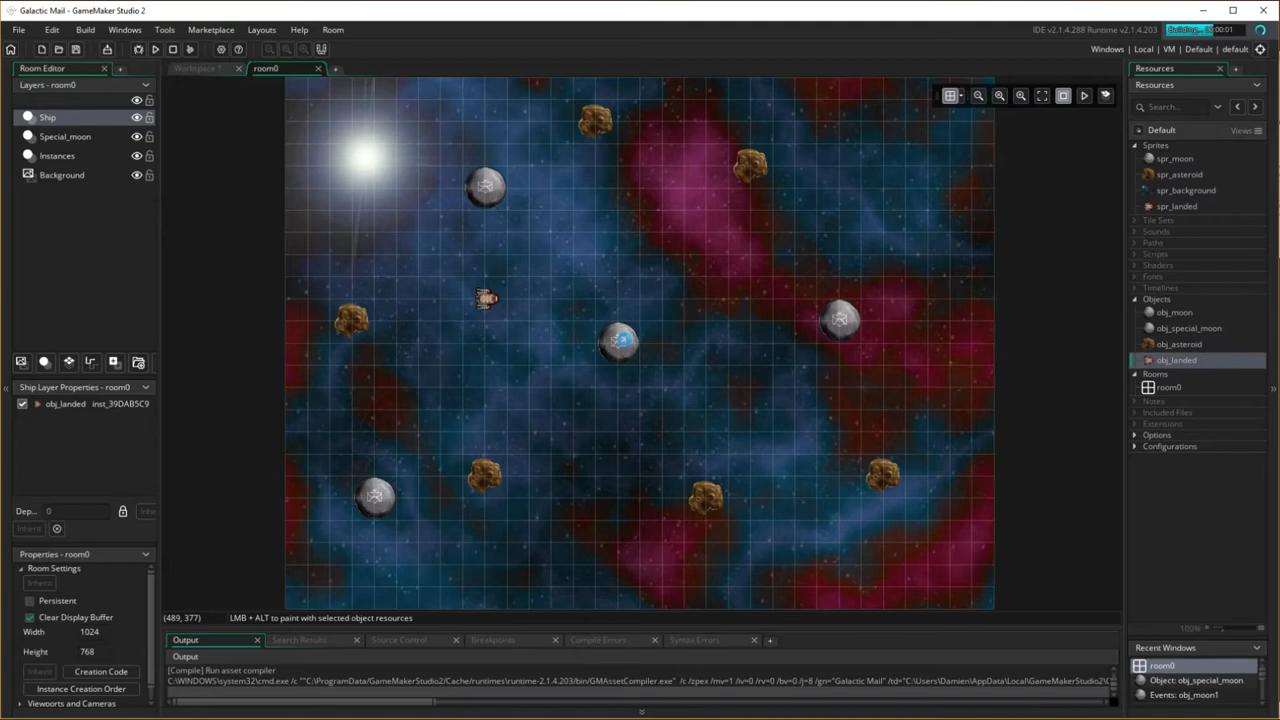 Galactic Mail - GameMaker Studio 2
File Edit Build Windows Tools Marketplace Layouts Help Room
IDE v2.1.4.288 Runtime v2.1.4.203
Building... 00:00:01
Windows | Local | VM | Default | default
Room Editor
Workspace 1
room0
Resources
Layers - room0
Ship
Special_moon
Instances
Background
Ship Layer Properties - room0
obj_landed inst_39DAB5C9
Dep... 0
Inhe
Inherit
Properties - room0
Room Settings
Inherit
Persistent
Clear Display Buffer
Width 1024
Height 768
Inherit
Creation Code
Instance Creation Order
Viewports and Cameras
(489, 377)
LMB + ALT to paint with selected object resources
Output
Search Results
Source Control
Breakpoints
Compile Errors
Syntax Errors
Output
[Compile] Run asset compiler
C:\WINDOWS\system32\cmd.exe /c ""C:\ProgramData/GameMakerStudio2/Cache/runtimes\runtime-2.1.4.203/bin/GMAssetCompiler.exe" /c /zpex /mv=1 /iv=0 /rv=0 /bv=0 /j=8 /gn="Galactic Mail" /td="C:\Users\Damien\AppData\Local\GameMakerStudio2\G
Resources
Search...
Default
Views
Sprites
spr_moon
spr_asteroid
spr_background
spr_landed
Tile Sets
Sounds
Paths
Scripts
Shaders
Fonts
Timelines
Objects
obj_moon
obj_special_moon
obj_asteroid
obj_landed
Rooms
room0
Notes
Included Files
Extensions
Options
Configurations
100%
Recent Windows
room0
Object: obj_special_moon
Events: obj_moon1